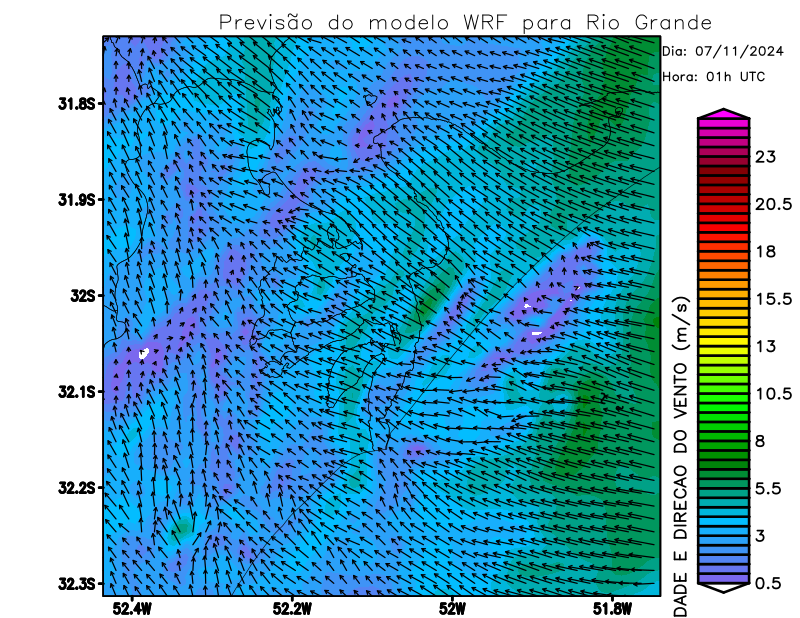 Previsão do modelo WRF para Rio Grande
Dia: 07/11/2024
Hora: 01h UTC
31.8S
31.9S
32S
32.1S
32.2S
32.3S
52.4W
52.2W
52W
51.8W
23
20.5
18
15.5
13
10.5
8
5.5
3
0.5
DADE E DIRECAO DO VENTO (m/s)